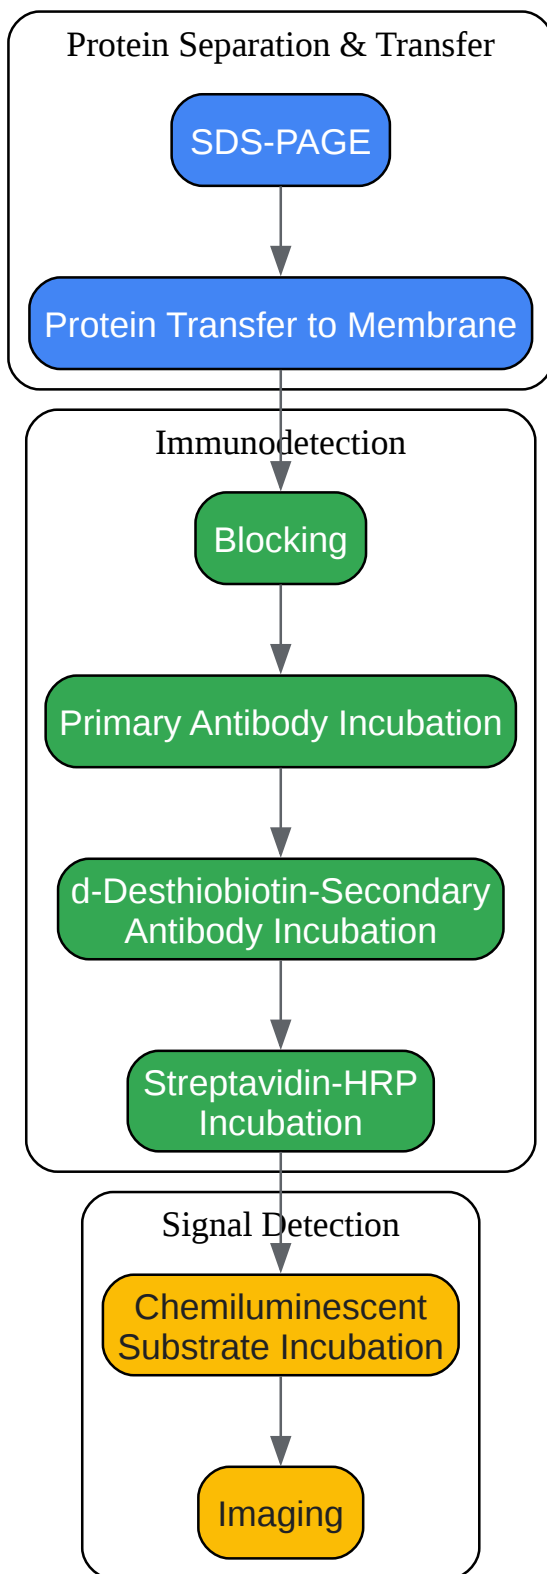 Protein Separation & Transfer
SDS-PAGE
Protein Transfer to Membrane
Immunodetection
Blocking
Primary Antibody Incubation
d-Desthiobiotin-Secondary
Antibody Incubation
Streptavidin-HRP
Incubation
Signal Detection
Chemiluminescent
Substrate Incubation
Imaging